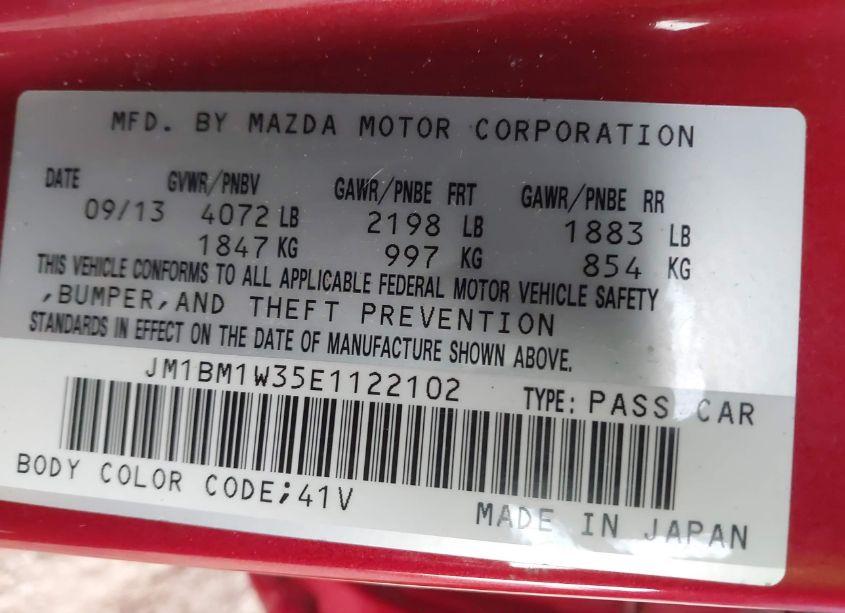 MFD. BY MAZDA MOTOR CORPORATION
DATE GVWR/PNBV GAWR/PNBE FRT GAWR/PNBE RR
09/13 4072 LB 2198 LB 1883 LB
1847 KG 997 KG 854 KG
THIS VEHICLE CONFORMS TO ALL APPLICABLE FEDERAL MOTOR VEHICLE SAFETY
,BUMPER,AND THEFT PREVENTION
STANDARDS IN EFFECT ON THE DATE OF MANUFACTURE SHOWN ABOVE.
JM1BM1W35E1122102 TYPE: PASS CAR
BODY COLOR CODE;41V
MADE IN JAPAN